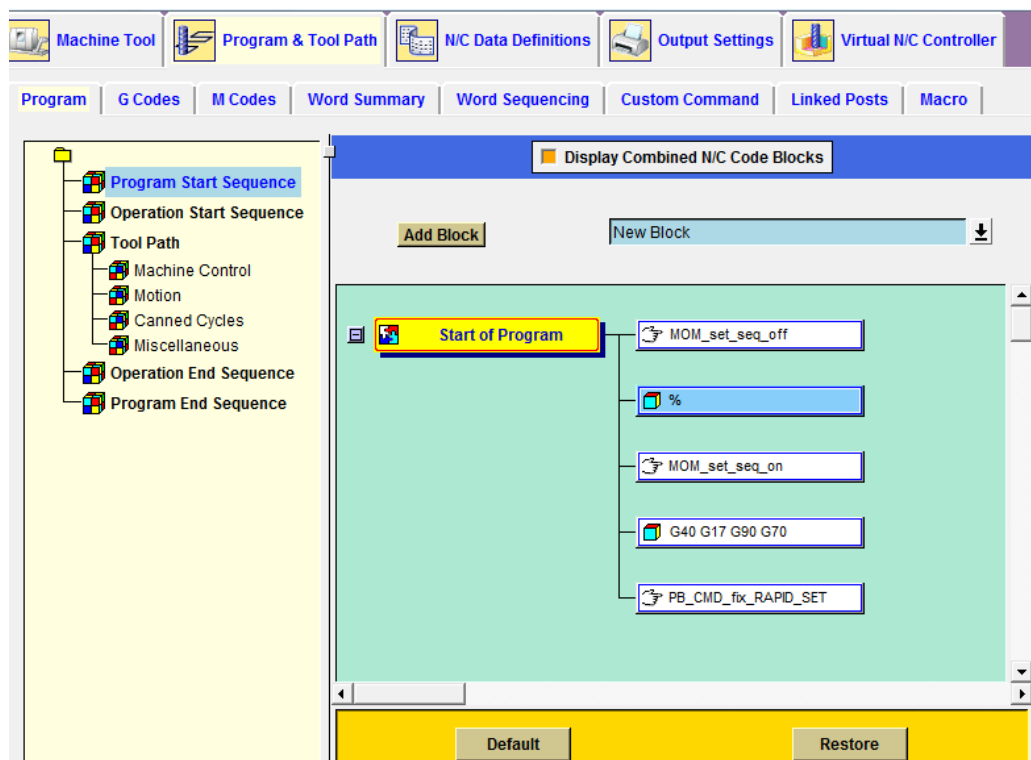 Machine Tool Program & Tool Path N/C Data Definitions Output Settings Virtual N/C Controller
Program G Codes M Codes Word Summary Word Sequencing Custom Command Linked Posts Macro
Program Start Sequence
Operation Start Sequence
Tool Path
Machine Control
Motion
Canned Cycles
Miscellaneous
Operation End Sequence
Program End Sequence
Display Combined N/C Code Blocks
Add Block New Block
Start of Program MOM_set_seq_off
%
MOM_set_seq_on
G40 G17 G90 G70
PB_CMD_fix_RAPID_SET
Default Restore